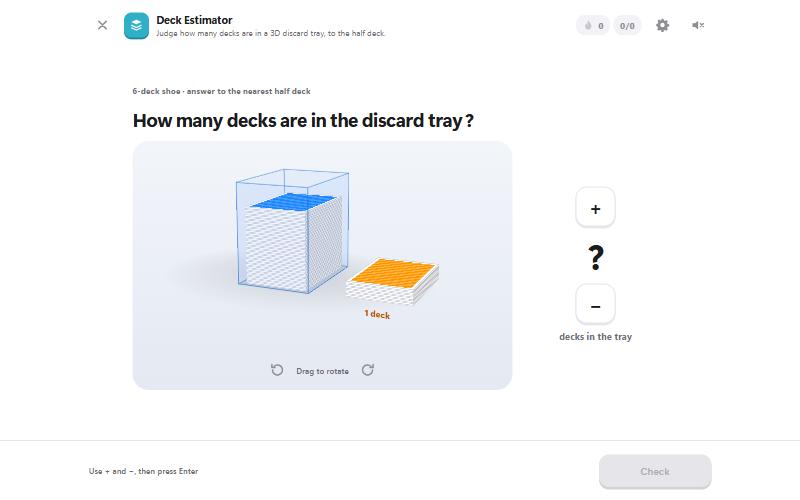 Deck Estimator
Judge how many decks are in a 3D discard tray, to the half deck.
0
0/0
6-deck shoe · answer to the nearest half deck
How many decks are in the discard tray?
+
?
−
decks in the tray
1 deck
Drag to rotate
Use + and −, then press Enter
Check